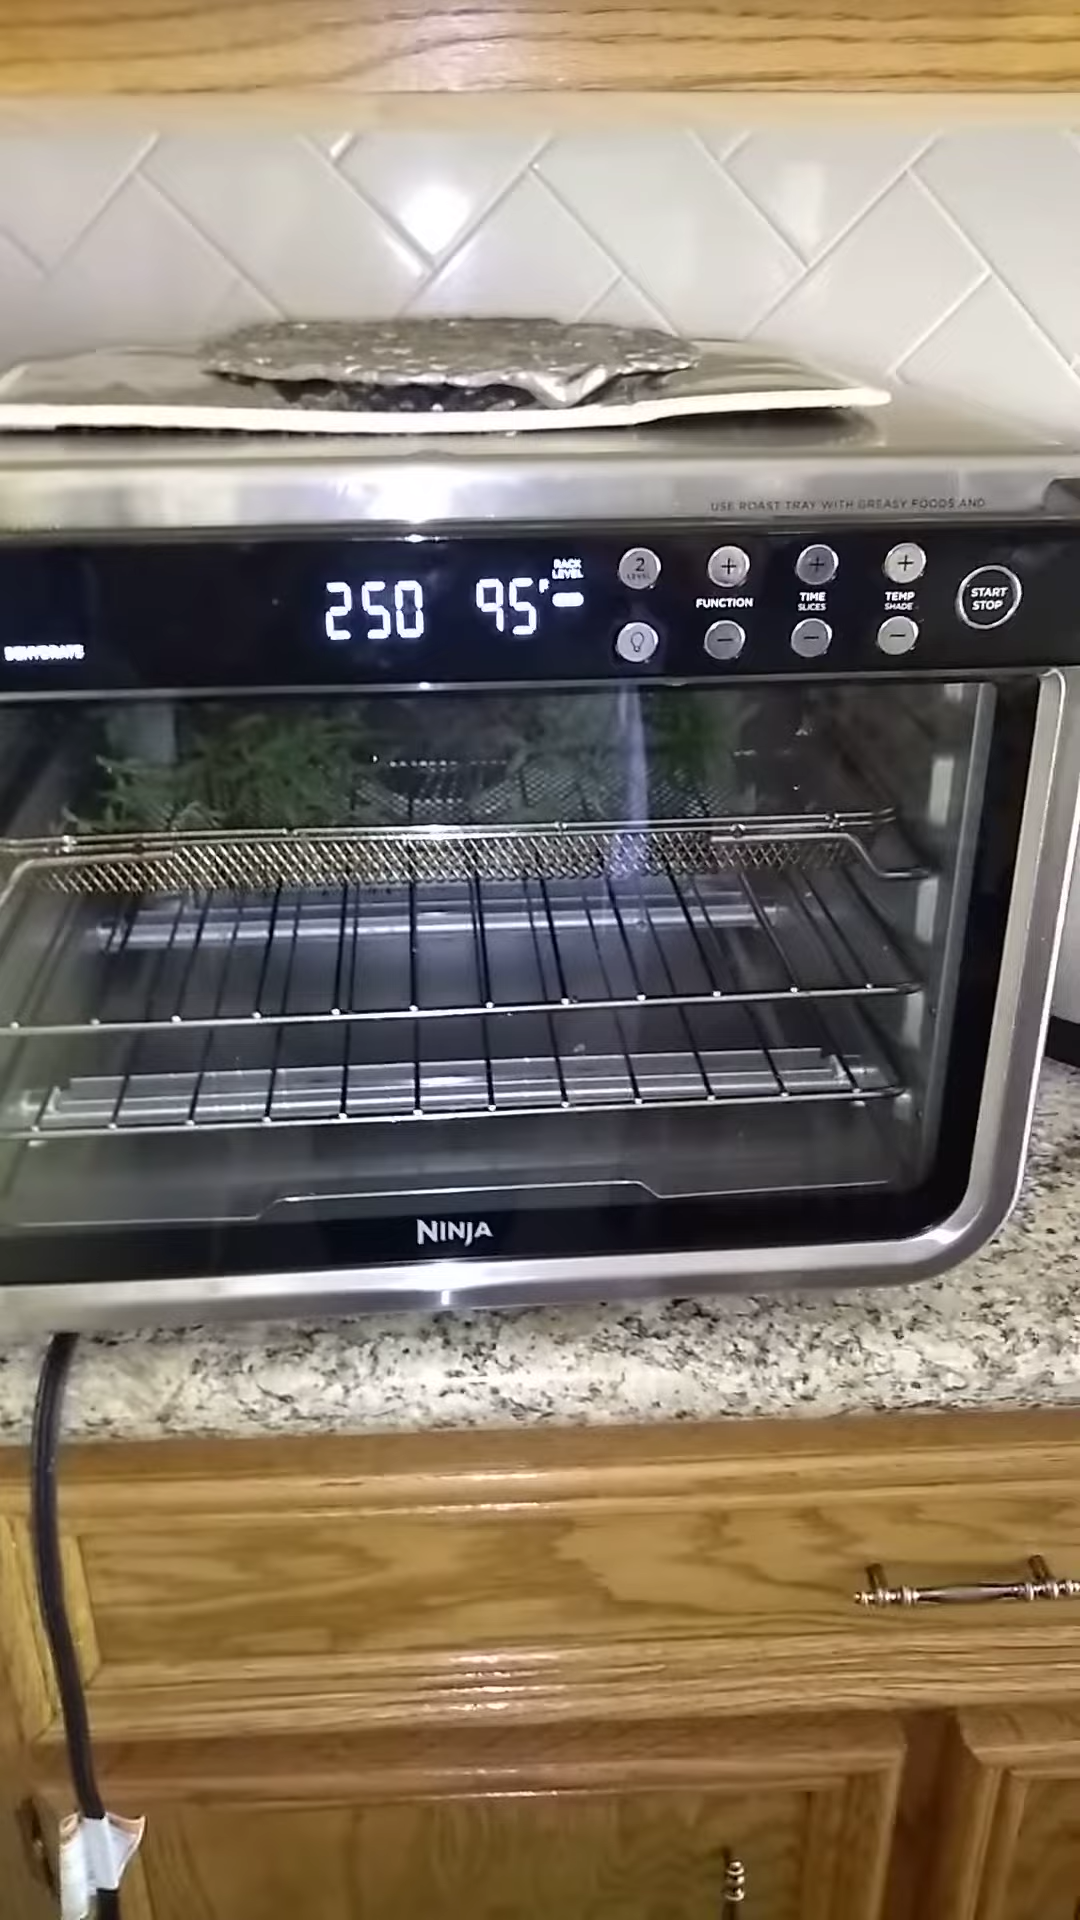 USE ROAST TRAY WITH GREASY FOODS AND
250 95°F
RACK
LEVEL
2
LEVEL
FUNCTION
TIME
SLICES
TEMP
SHADE
START
STOP
DEHYDRATE
NINJA